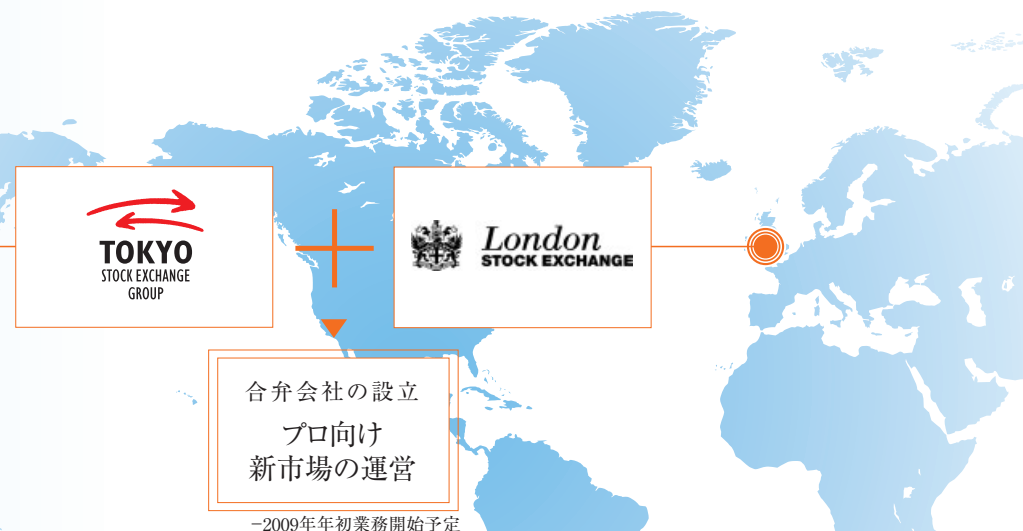 TOKYO
STOCK EXCHANGE
GROUP
London
STOCK EXCHANGE
合弁会社の設立
プロ向け
新市場の運営
−2009年年初業務開始予定